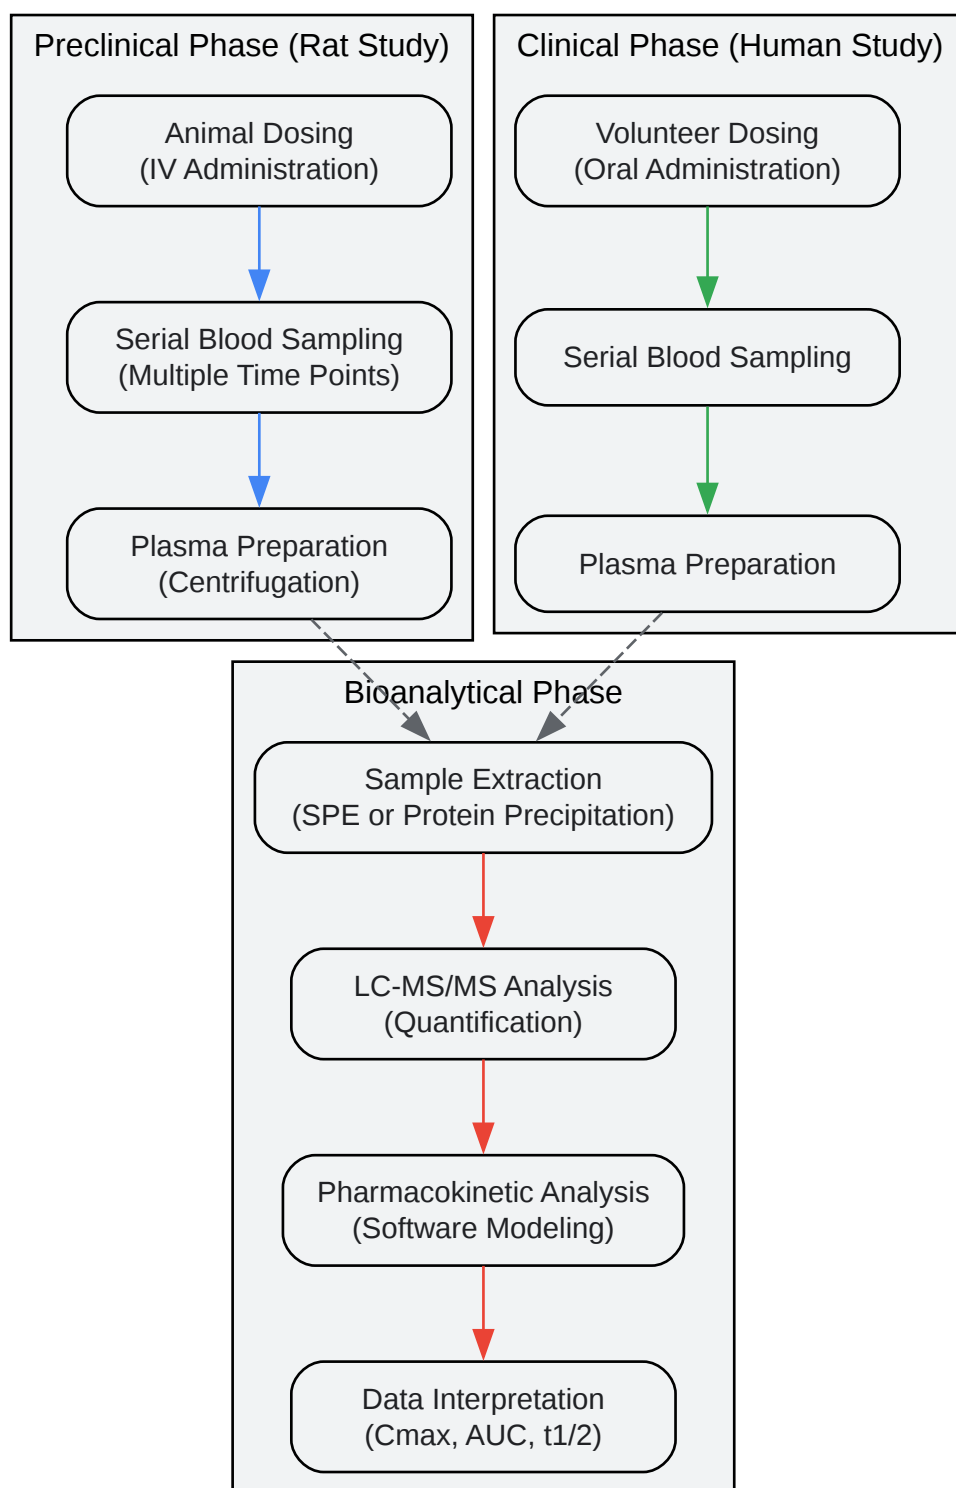 Preclinical Phase (Rat Study)
Animal Dosing
(IV Administration)
Serial Blood Sampling
(Multiple Time Points)
Plasma Preparation
(Centrifugation)
Clinical Phase (Human Study)
Volunteer Dosing
(Oral Administration)
Serial Blood Sampling
Plasma Preparation
Bioanalytical Phase
Sample Extraction
(SPE or Protein Precipitation)
LC-MS/MS Analysis
(Quantification)
Pharmacokinetic Analysis
(Software Modeling)
Data Interpretation
(Cmax, AUC, t1/2)